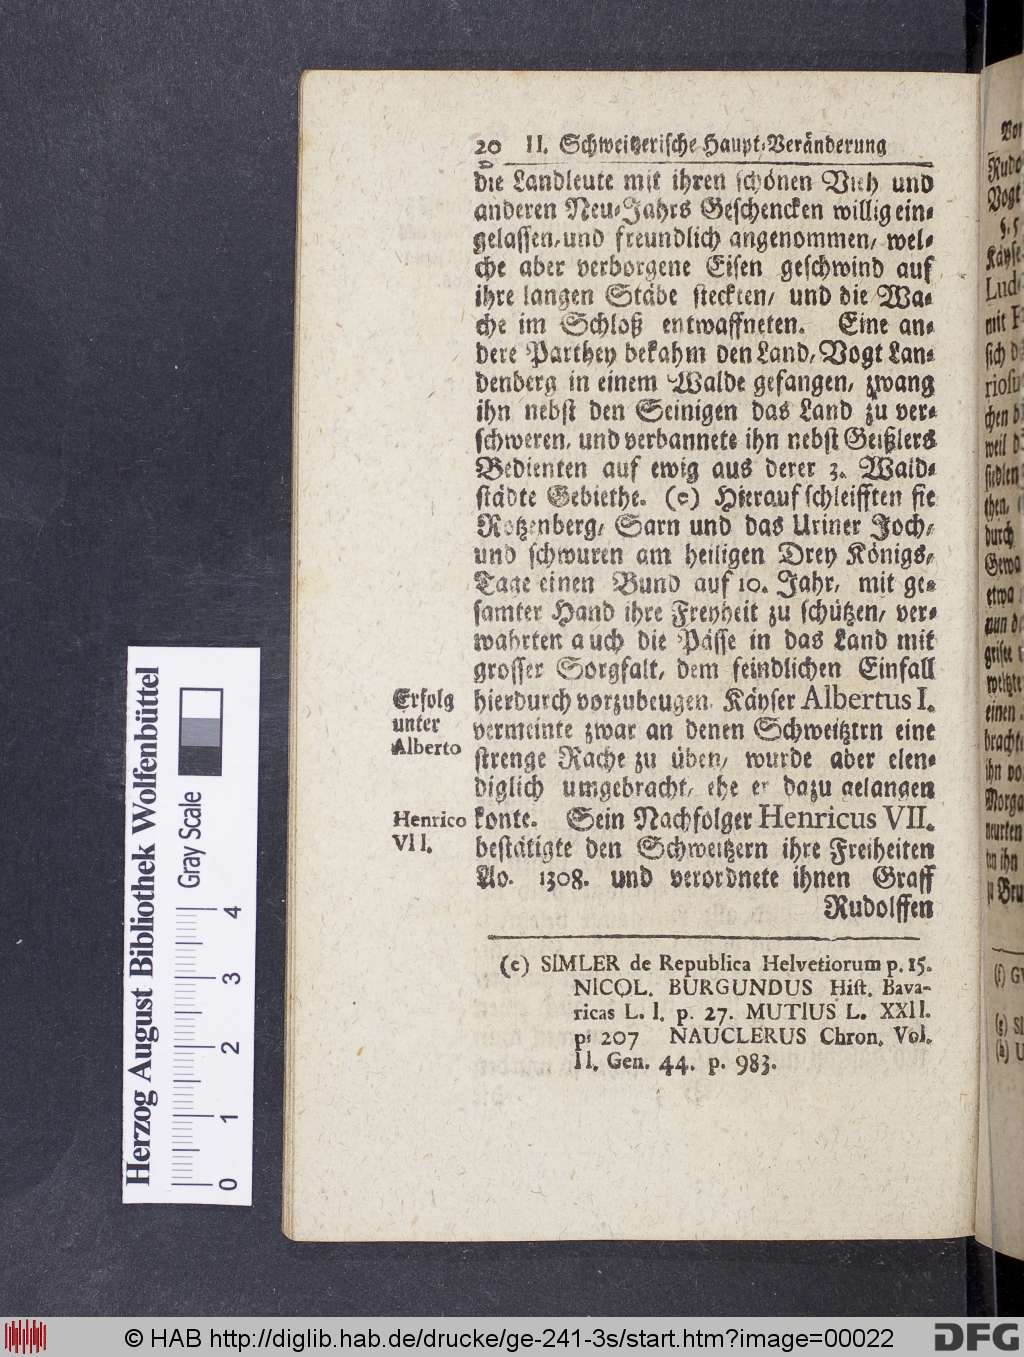 20 II. Schweitzerische Haupt-Veränderung
die Landleute mit ihren schönen Vieh und
anderen Neu-Jahrs Geschencken willig ein-
gelassen, und freundlich angenommen, wel-
che aber verborgene Eisen geschwind auf
ihre langen Stäbe steckten, und die Wa-
che im Schloß entwaffneten. Eine an-
dere Parthey bekahm den Land-Vogt Lan-
denberg in einem Walde gefangen, zwang
ihn nebst den Seinigen das Land zu ver-
schweren, und verbannete ihn nebst Geißlers
Bedienten auf ewig aus derer 3. Wald-
städte Gebiethe. (e) Hierauf schleifften sie
Rotzenberg, Sarn und das Uriner Joch,
und schwuren am heiligen Drey Königs-
Tage einen Bund auf 10. Jahr, mit ge-
samter Hand ihre Freyheit zu schützen, ver-
wahrten auch die Pässe in das Land mit
grosser Sorgfalt, dem feindlichen Einfall
Erfolg
unter
Alberto
hierdurch vorzubeugen. Käyser Albertus I.
vermeinte zwar an denen Schweitzern eine
strenge Rache zu üben, wurde aber elen-
diglich umgebracht, ehe er dazu gelangen
Henrico
VII.
konte. Sein Nachfolger Henricus VII.
bestätigte den Schweitzern ihre Freiheiten
Ao. 1308. und verordnete ihnen Graff
Rudolffen
(e) SIMLER de Republica Helvetiorum p. 15.
NICOL. BURGUNDUS Hist. Bava-
ricas L. I. p. 27. MUTIUS L. XXII.
p. 207 NAUCLERUS Chron. Vol.
II. Gen. 44. p. 983.
Herzog August Bibliothek Wolfenbüttel
Gray Scale
0 1 2 3 4
© HAB http://diglib.hab.de/drucke/ge-241-3s/start.htm?image=00022
DFG